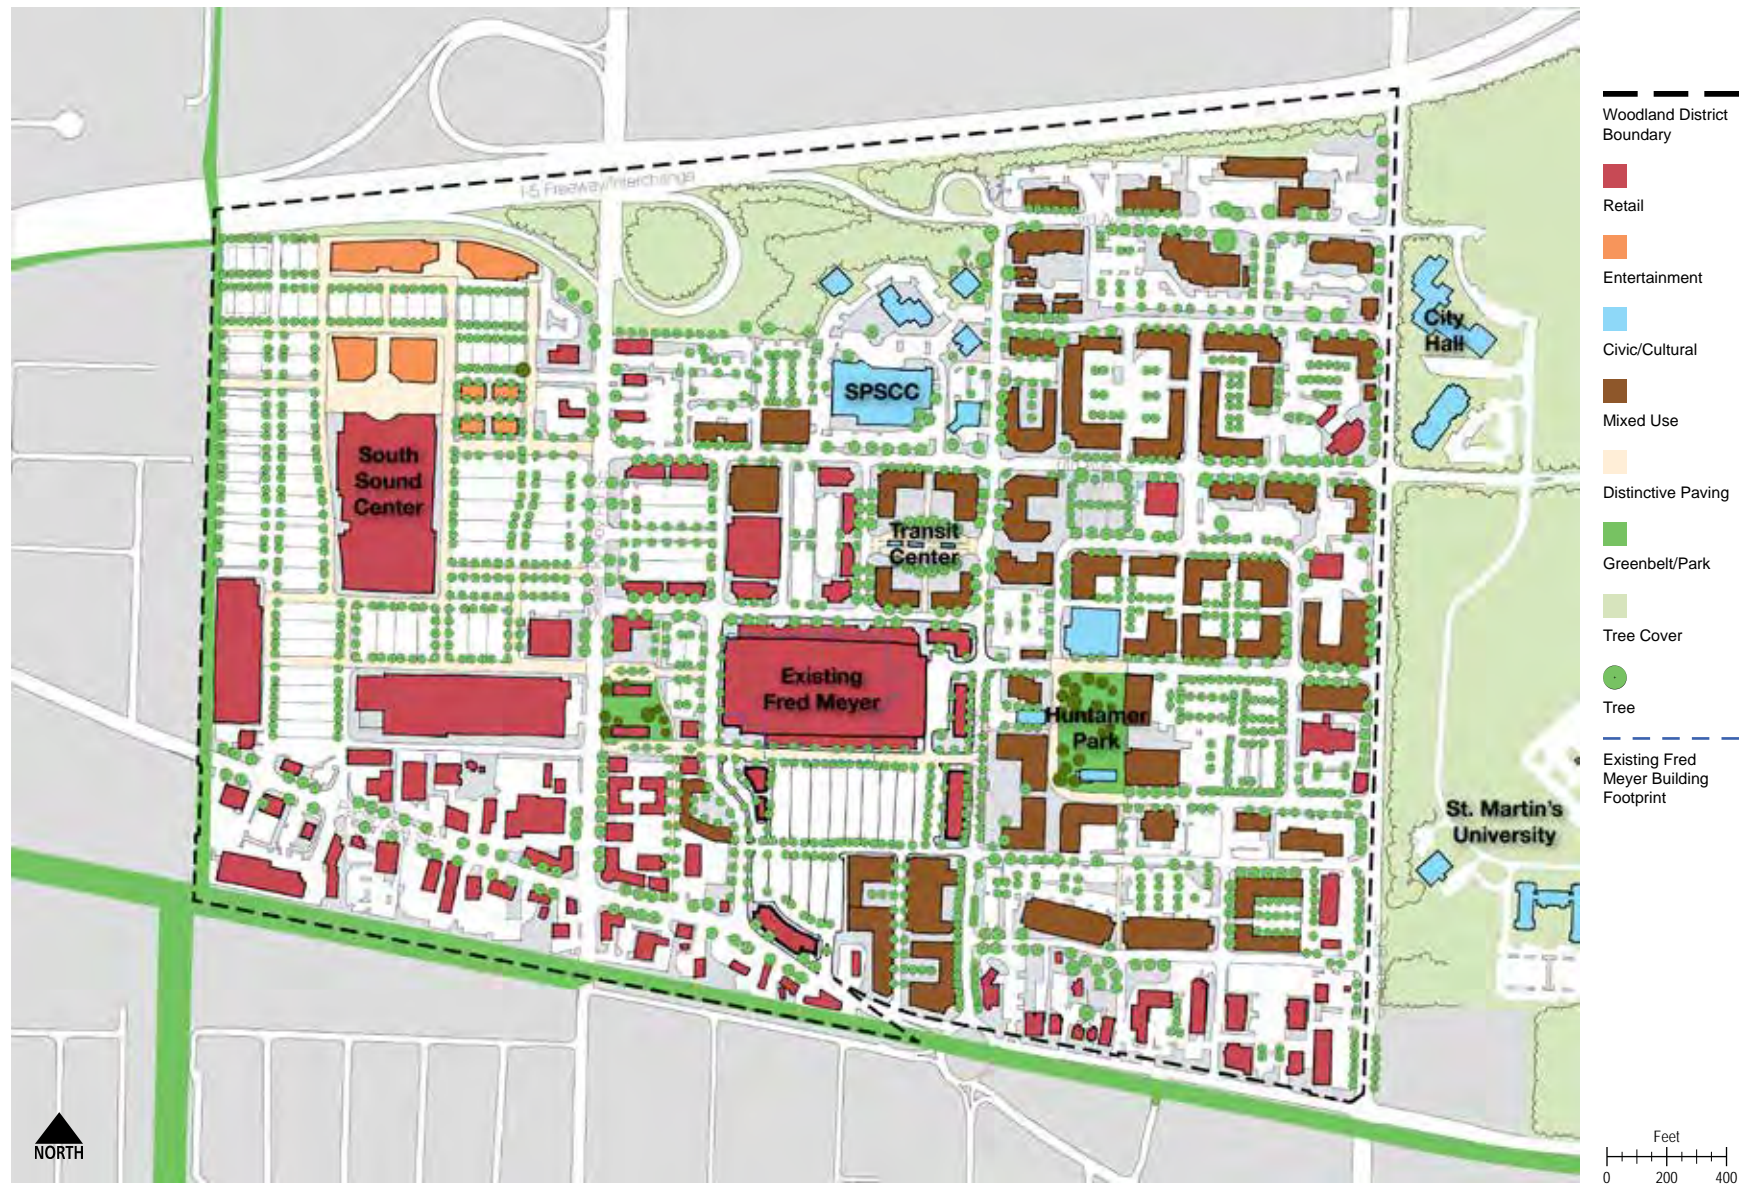 I-5 Freeway/Interchange
City
Hall
SPSCC
South
Sound
Center
Transit
Center
Existing
Fred Meyer
Huntamer
Park
St. Martin's
University
NORTH
Woodland District
Boundary
Retail
Entertainment
Civic/Cultural
Mixed Use
Distinctive Paving
Greenbelt/Park
Tree Cover
Tree
Existing Fred
Meyer Building
Footprint
Feet
0 200 400